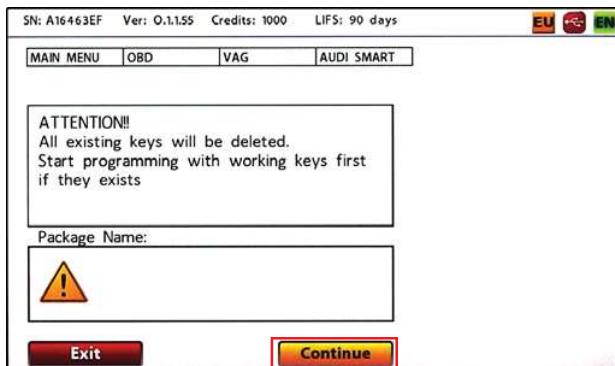 SN: A16463EF Ver: O.1.1.55 Credits: 1000 LIFS: 90 days EU EN
MAIN MENU OBD VAG AUDI SMART
ATTENTION!!
All existing keys will be deleted.
Start programming with working keys first
if they exists
Package Name:
Exit Continue